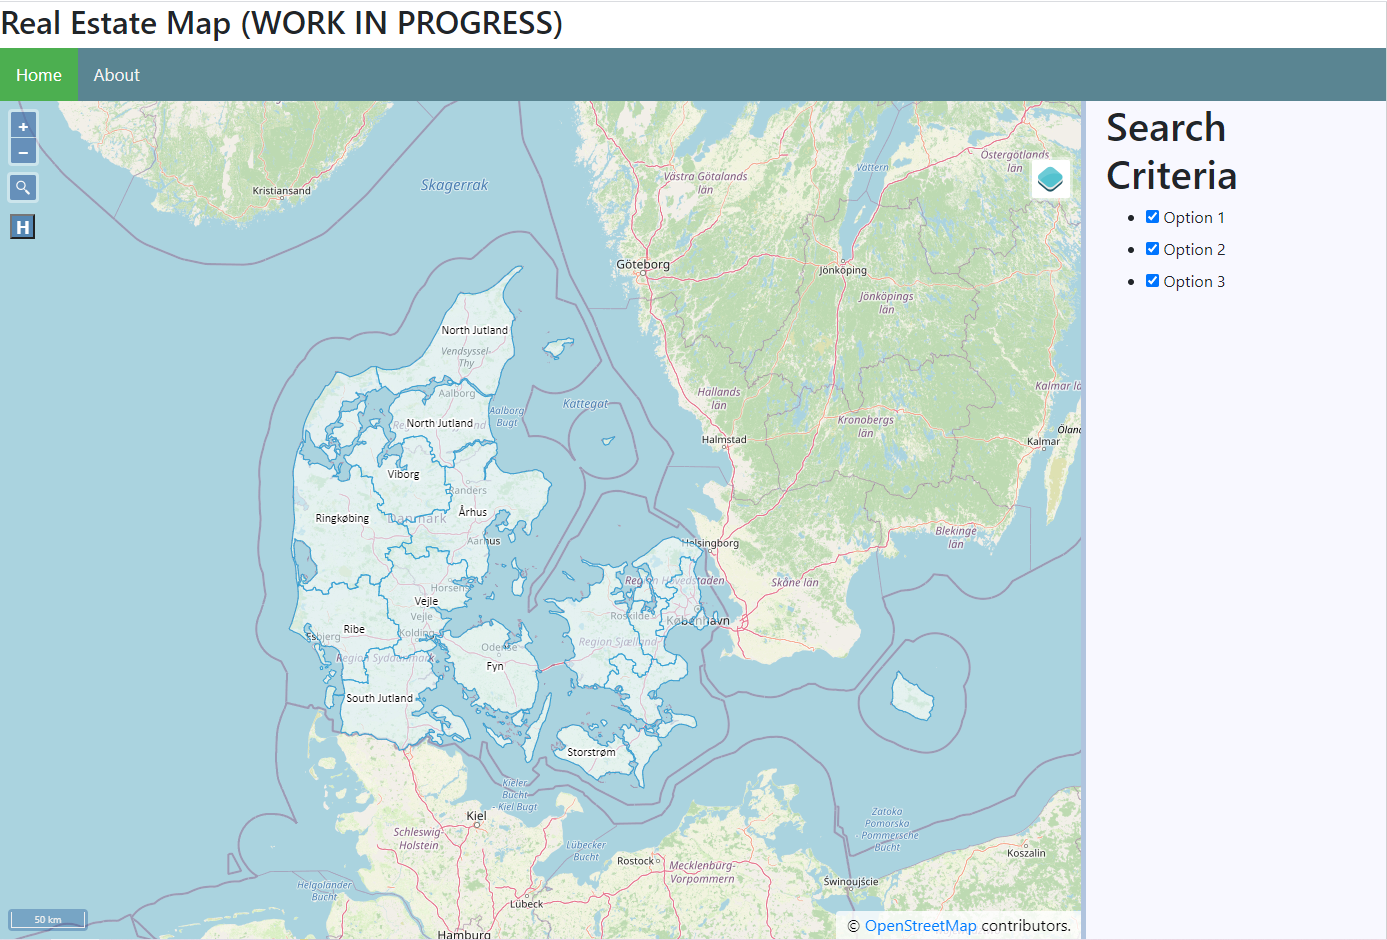 Real Estate Map (WORK IN PROGRESS)
Home About
+
−
H
Kristiansand
Skagerrak
Västra Götalands
län
Vättern
Östergötlands
län
Göteborg
Jönköping
Jönköpings
län
North Jutland
Vendsyssel-
Thy
Aalborg
Aalborg
Bugt
North Jutland
Kattegat
Hallands
län
Halmstad
Kronobergs
län
Kalmar lä
Kalmar
Öland
Viborg
Randers
Ringkøbing
Danmark
Århus
Aarhus
Helsingborg
Blekinge
län
Skåne län
Region Hovedstaden
Horsens
Vejle
Vejle
Roskilde
København
Ribe
Esbjerg
Kolding
Region Sjælland
Region Syddanmark
Odense
Fyn
South Jutland
Storstrøm
Kieler
Bucht
- Kiel Bugt
Kiel
Schleswig-
Holstein
Lübecker
Bucht
Rostock
Mecklenburg-
Vorpommern
Zatoka
Pomorska
- Pommersche
Bucht
Koszalin
Świnoujście
Helgoländer
Bucht
Lübeck
Hamburg
50 km
© OpenStreetMap contributors.
Search
Criteria
Option 1
Option 2
Option 3